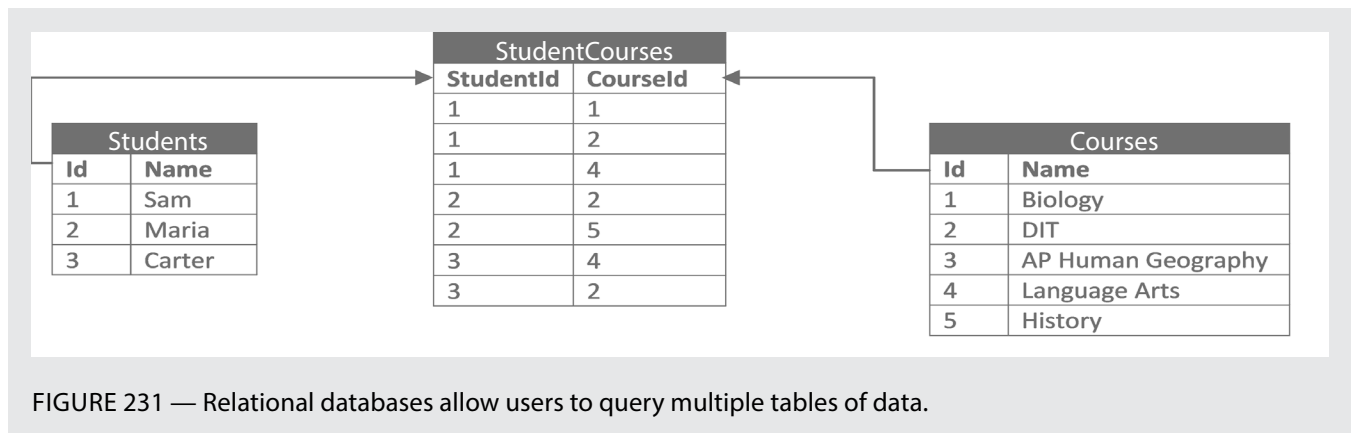 StudentCourses
StudentId CourseId
1 1
1 2
1 4
2 2
2 5
3 4
3 2
Students
Id Name
1 Sam
2 Maria
3 Carter
Courses
Id Name
1 Biology
2 DIT
3 AP Human Geography
4 Language Arts
5 History
FIGURE 231 — Relational databases allow users to query multiple tables of data.